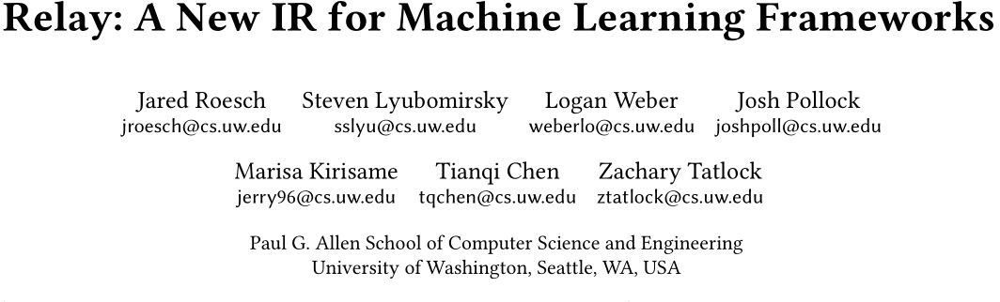 Relay: A New IR for Machine Learning Frameworks
Jared Roesch Steven Lyubomirsky Logan Weber Josh Pollock
jroesch@cs.uw.edu sslyu@cs.uw.edu weberlo@cs.uw.edu joshpoll@cs.uw.edu
Marisa Kirisame Tianqi Chen Zachary Tatlock
jerry96@cs.uw.edu tqchen@cs.uw.edu ztatlock@cs.uw.edu
Paul G. Allen School of Computer Science and Engineering
University of Washington, Seattle, WA, USA